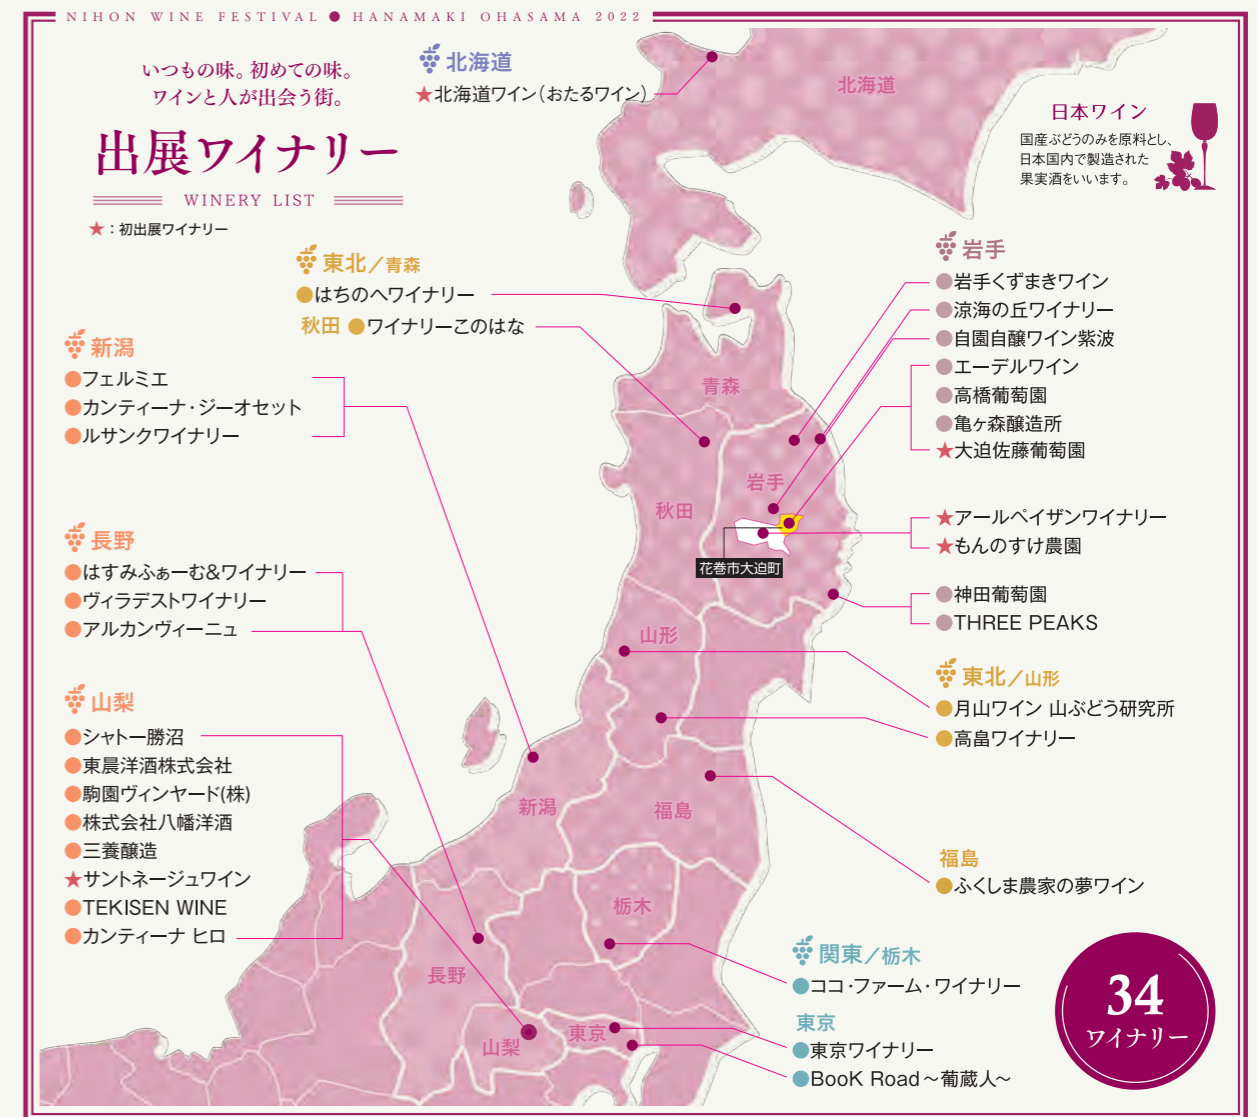 NIHON WINE FESTIVAL ● HANAMAKI OHASAMA 2022
いつもの味。初めての味。
ワインと人が出会う街。
出展ワイナリー
WINERY LIST
★：初出展ワイナリー
北海道
★北海道ワイン（おたるワイン）
北海道
日本ワイン
国産ぶどうのみを原料とし、
日本国内で製造された
果実酒をいいます。
東北／青森
●はちのへワイナリー
秋田 ●ワイナリーこのはな
新潟
●フェルミエ
●カンティーナ・ジーオセット
●ルサンクワイナリー
長野
●はすみふぁーむ&ワイナリー
●ヴィラデストワイナリー
●アルカンヴィーニュ
山梨
●シャトー勝沼
●東晨洋酒株式会社
●駒園ヴィンヤード(株)
●株式会社八幡洋酒
●三養醸造
★サントネージュワイン
●TEKISEN WINE
●カンティーナ ヒロ
青森
岩手
秋田
花巻市大迫町
山形
新潟
福島
栃木
長野
山梨
東京
岩手
●岩手くずまきワイン
●涼海の丘ワイナリー
●自園自醸ワイン紫波
●エーデルワイン
●高橋葡萄園
●亀ヶ森醸造所
★大迫佐藤葡萄園
★アールペイザンワイナリー
★もんのすけ農園
●神田葡萄園
●THREE PEAKS
東北／山形
●月山ワイン 山ぶどう研究所
●高畠ワイナリー
福島
●ふくしま農家の夢ワイン
関東／栃木
●ココ・ファーム・ワイナリー
東京
●東京ワイナリー
●BooK Road～葡蔵人～
34
ワイナリー